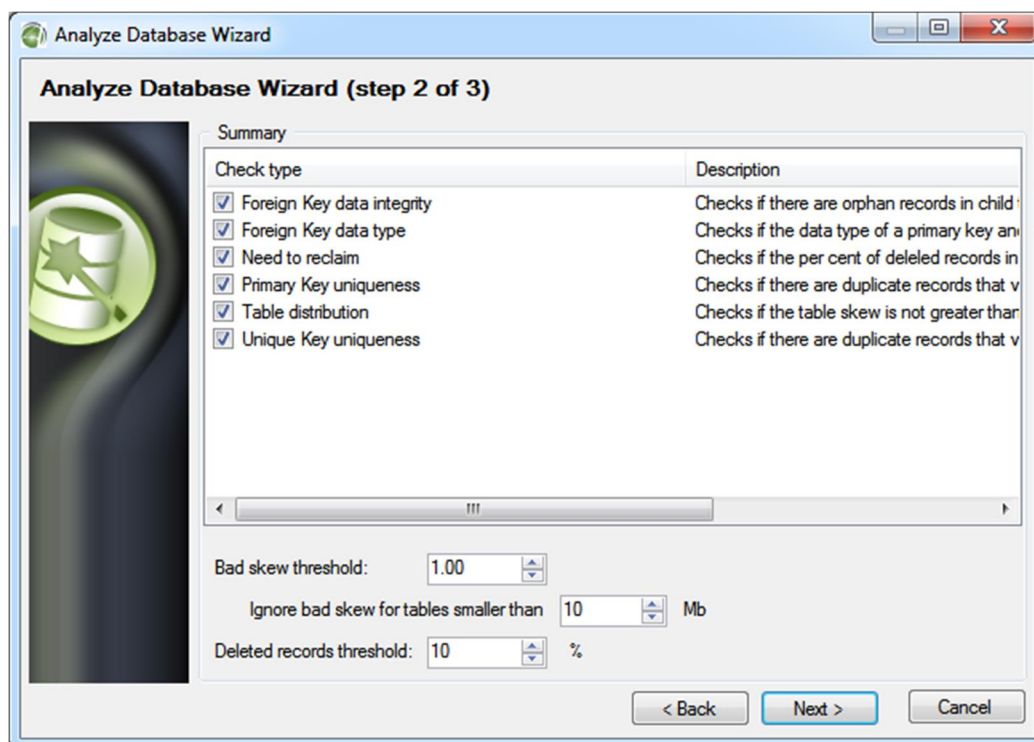 Analyze Database Wizard
Analyze Database Wizard (step 2 of 3)
Summary
Check type Description
Foreign Key data integrity Checks if there are orphan records in child
Foreign Key data type Checks if the data type of a primary key and
Need to reclaim Checks if the per cent of deleled records in
Primary Key uniqueness Checks if there are duplicate records that v
Table distribution Checks if the table skew is not greater than
Unique Key uniqueness Checks if there are duplicate records that v
Bad skew threshold: 1.00
Ignore bad skew for tables smaller than 10 Mb
Deleted records threshold: 10 %
< Back Next > Cancel